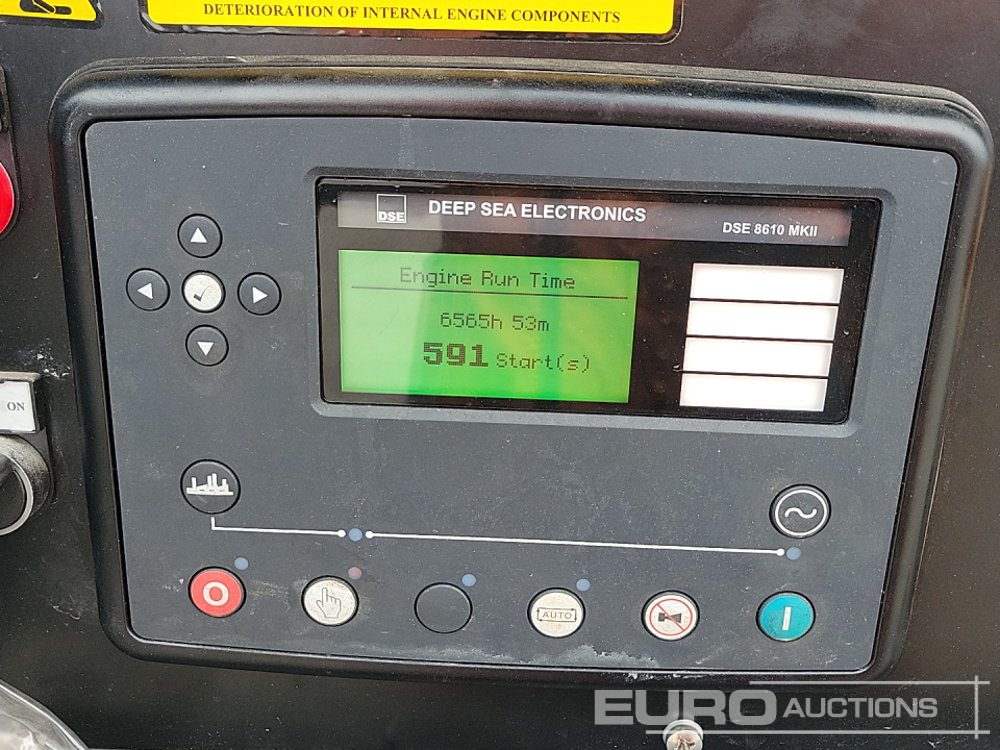 DETERIORATION OF INTERNAL ENGINE COMPONENTS
DSE
DEEP SEA ELECTRONICS
DSE 8610 MKII
Engine Run Time
6565h 53m
591 Start(s)
ON
AUTO
EURO AUCTIONS